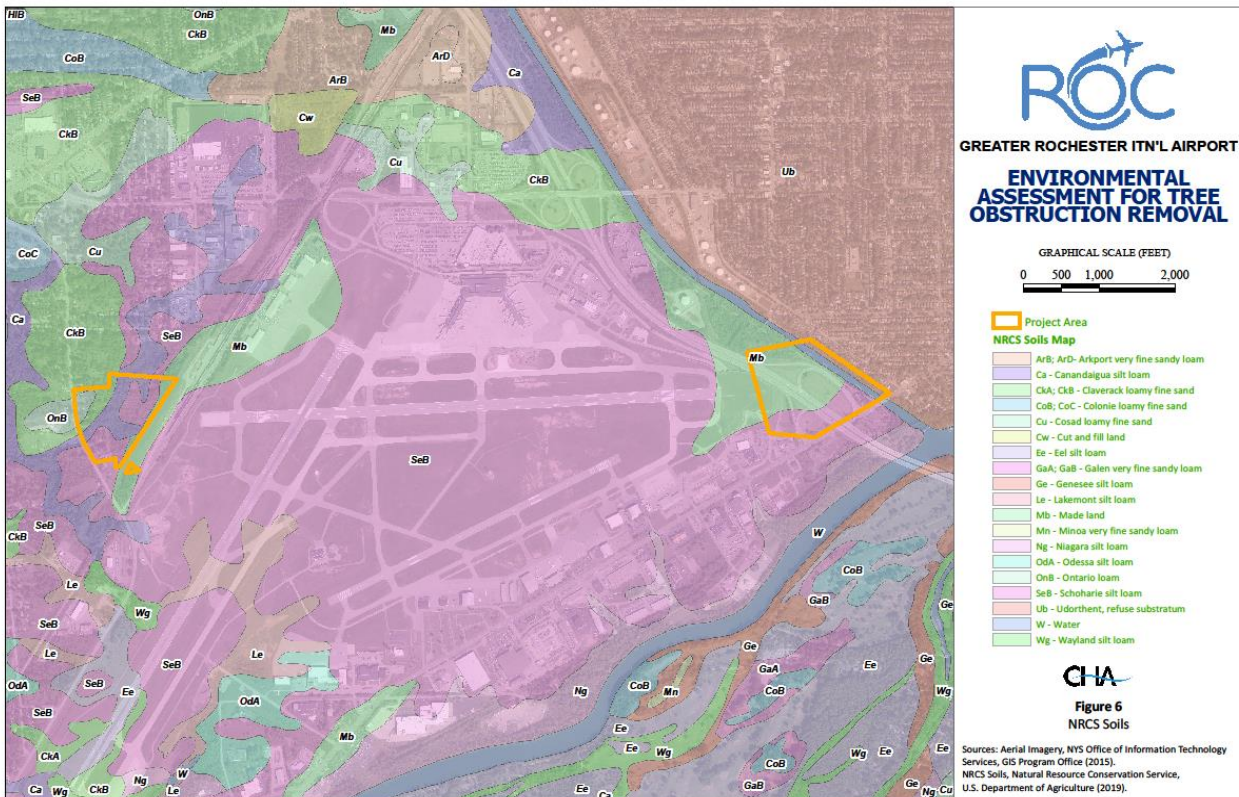 HlB
OnB
CkB
Mb
ArD
CoB
ArB
Ca
SeB
Cw
CkB
Cu
CkB
Ub
CoC
Cu
Ca
SeB
CkB
Mb
Mb
OnB
SeB
SeB
CkB
W
Le
CoB
Wg
GaB
SeB
Ge
SeB
Le
Le
Ge
Ee
GaA
SeB
Ee
Ng
CoB
Ge
OdA
OdA
Mn
CoB
Wg
SeB
Ee
Mb
Ee
Wg
Wg
Ee
Ee
CkA
CoB
Ng
W
Ee
Ca
Wg
CkB
Le
Ca
GaB
Ge
Ng
Cu
ROC
GREATER ROCHESTER ITN'L AIRPORT
ENVIRONMENTAL
ASSESSMENT FOR TREE
OBSTRUCTION REMOVAL
GRAPHICAL SCALE (FEET)
0 500 1,000 2,000
Project Area
NRCS Soils Map
ArB; ArD- Arkport very fine sandy loam
Ca - Canandaigua silt loam
CkA; CkB - Claverack loamy fine sand
CoB; CoC - Colonie loamy fine sand
Cu - Cosad loamy fine sand
Cw - Cut and fill land
Ee - Eel silt loam
GaA; GaB - Galen very fine sandy loam
Ge - Genesee silt loam
Le - Lakemont silt loam
Mb - Made land
Mn - Minoa very fine sandy loam
Ng - Niagara silt loam
OdA - Odessa silt loam
OnB - Ontario loam
SeB - Schoharie silt loam
Ub - Udorthent, refuse substratum
W - Water
Wg - Wayland silt loam
CHA
Figure 6
NRCS Soils
Sources: Aerial Imagery, NYS Office of Information Technology
Services, GIS Program Office (2015).
NRCS Soils, Natural Resource Conservation Service,
U.S. Department of Agriculture (2019).